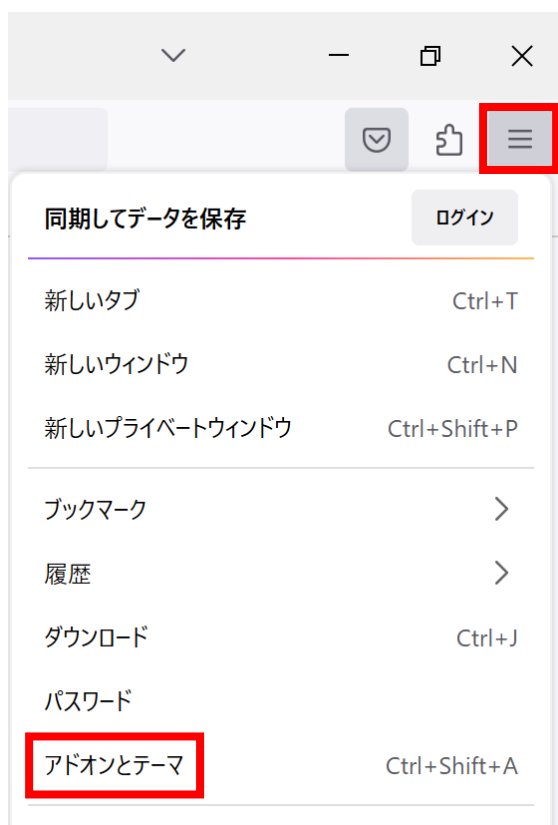 同期してデータを保存 ログイン
新しいタブ Ctrl+T
新しいウィンドウ Ctrl+N
新しいプライベートウィンドウ Ctrl+Shift+P
ブックマーク
履歴
ダウンロード Ctrl+J
パスワード
アドオンとテーマ Ctrl+Shift+A